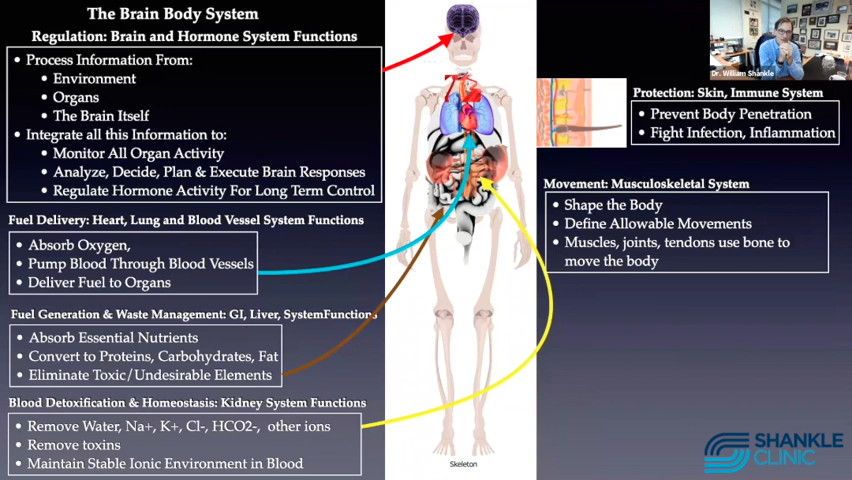 The Brain Body System
Regulation: Brain and Hormone System Functions
• Process Information From:
• Environment
• Organs
• The Brain Itself
• Integrate all this Information to:
• Monitor All Organ Activity
• Analyze, Decide, Plan & Execute Brain Responses
• Regulate Hormone Activity For Long Term Control
Fuel Delivery: Heart, Lung and Blood Vessel System Functions
• Absorb Oxygen,
• Pump Blood Through Blood Vessels
• Deliver Fuel to Organs
Fuel Generation & Waste Management: GI, Liver, SystemFunctions
• Absorb Essential Nutrients
• Convert to Proteins, Carbohydrates, Fat
• Eliminate Toxic/Undesirable Elements
Blood Detoxification & Homeostasis: Kidney System Functions
• Remove Water, Na+, K+, Cl-, HCO2-, other ions
• Remove toxins
• Maintain Stable Ionic Environment in Blood
Skeleton
Dr. William Shankle
Protection: Skin, Immune System
• Prevent Body Penetration
• Fight Infection, Inflammation
Movement: Musculoskeletal System
• Shape the Body
• Define Allowable Movements
• Muscles, joints, tendons use bone to
move the body
SHANKLE
CLINIC